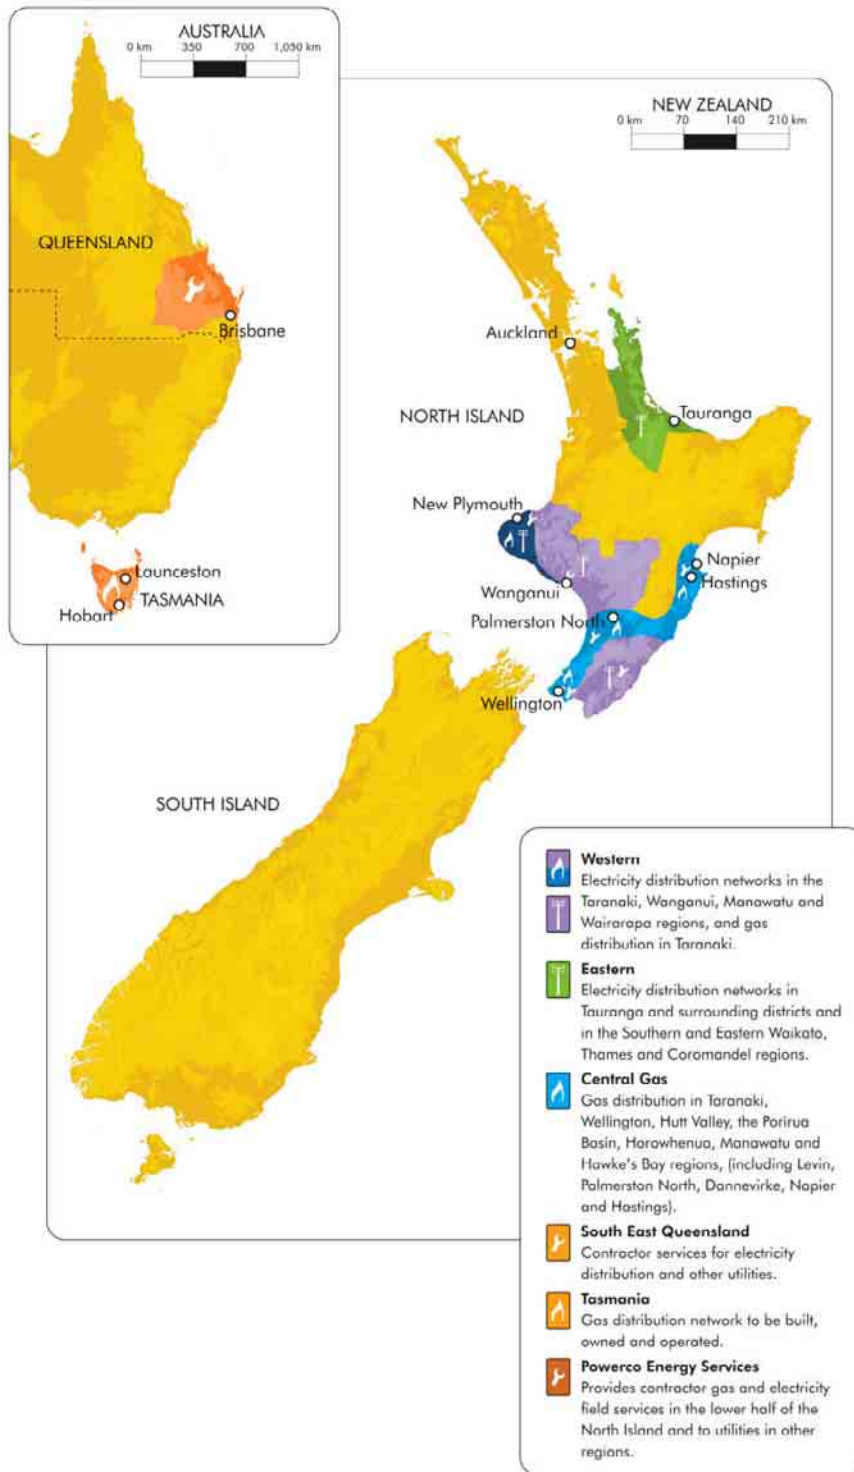 AUSTRALIA
0 km 350 700 1,050 km
NEW ZEALAND
0 km 70 140 210 km
QUEENSLAND
Brisbane
Auckland
NORTH ISLAND
Tauranga
New Plymouth
Napier
Hastings
Launceston
Wanganui
TASMANIA
Hobart
Palmerston North
Wellington
SOUTH ISLAND
Western
Electricity distribution networks in the
Taranaki, Wanganui, Manawatu and
Wairarapa regions, and gas
distribution in Taranaki.
Eastern
Electricity distribution networks in
Tauranga and surrounding districts and
in the Southern and Eastern Waikato,
Thames and Coromandel regions.
Central Gas
Gas distribution in Taranaki,
Wellington, Hutt Valley, the Porirua
Basin, Horowhenua, Manawatu and
Hawke's Bay regions, (including Levin,
Palmerston North, Dannevirke, Napier
and Hastings).
South East Queensland
Contractor services for electricity
distribution and other utilities.
Tasmania
Gas distribution network to be built,
owned and operated.
Powerco Energy Services
Provides contractor gas and electricity
field services in the lower half of the
North Island and to utilities in other
regions.